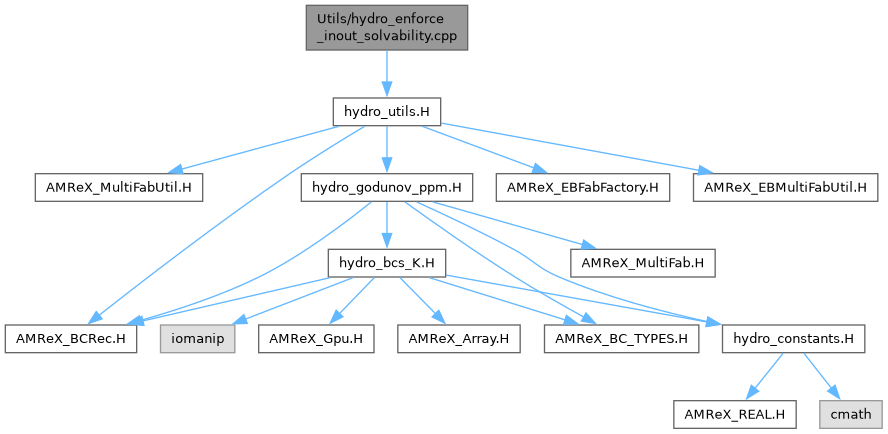 Utils/hydro_enforce
_inout_solvability.cpp
hydro_utils.H
AMReX_MultiFabUtil.H
hydro_godunov_ppm.H
AMReX_EBFabFactory.H
AMReX_EBMultiFabUtil.H
hydro_bcs_K.H
AMReX_MultiFab.H
AMReX_BCRec.H
iomanip
AMReX_Gpu.H
AMReX_Array.H
AMReX_BC_TYPES.H
hydro_constants.H
AMReX_REAL.H
cmath